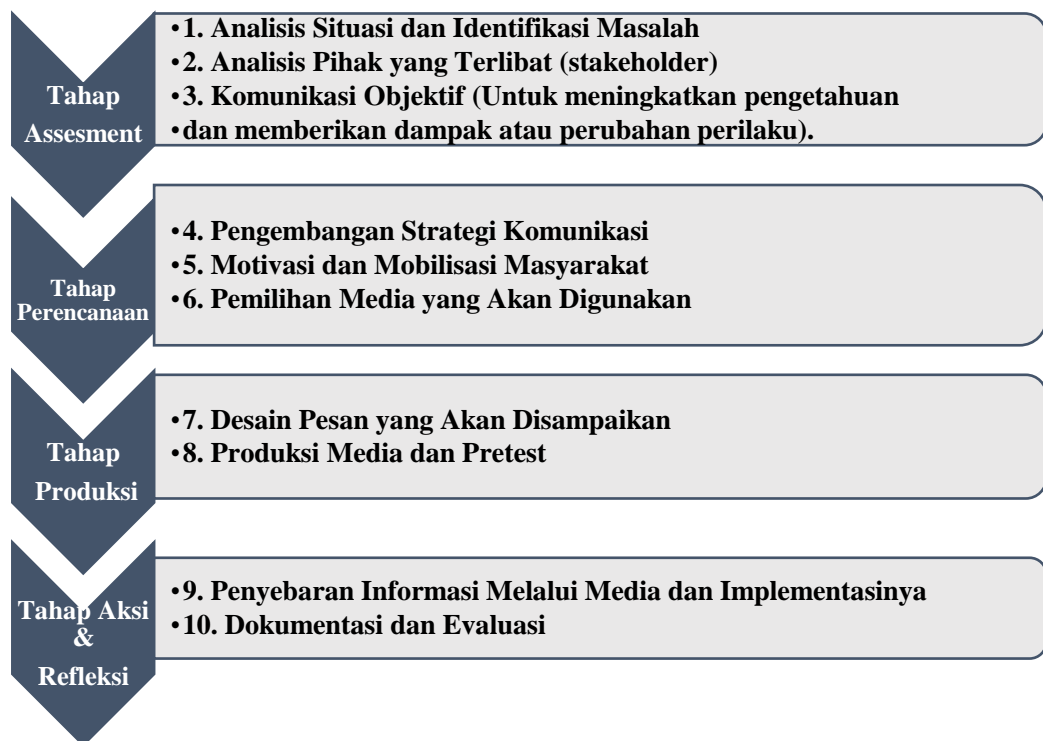 Tahap
Assesment
•1. Analisis Situasi dan Identifikasi Masalah
•2. Analisis Pihak yang Terlibat (stakeholder)
•3. Komunikasi Objektif (Untuk meningkatkan pengetahuan
•dan memberikan dampak atau perubahan perilaku).
Tahap
Perencanaan
•4. Pengembangan Strategi Komunikasi
•5. Motivasi dan Mobilisasi Masyarakat
•6. Pemilihan Media yang Akan Digunakan
Tahap
Produksi
•7. Desain Pesan yang Akan Disampaikan
•8. Produksi Media dan Pretest
Tahap Aksi
&
Refleksi
•9. Penyebaran Informasi Melalui Media dan Implementasinya
•10. Dokumentasi dan Evaluasi